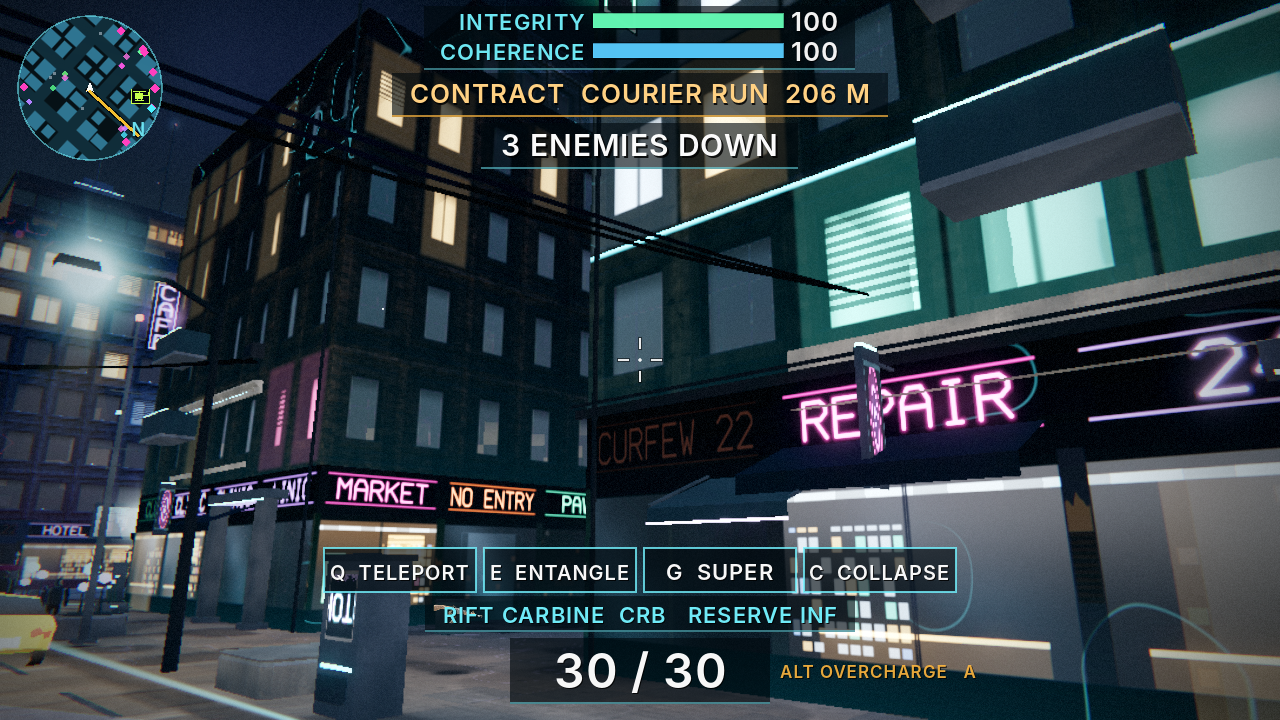 INTEGRITY 100
COHERENCE 100
CONTRACT COURIER RUN 206 M
3 ENEMIES DOWN
N
REPAIR
CURFEW 22
MARKET
NO ENTRY
HOTEL
Q TELEPORT
E ENTANGLE
G SUPER
C COLLAPSE
RIFT CARBINE CRB RESERVE INF
30 / 30
ALT OVERCHARGE A